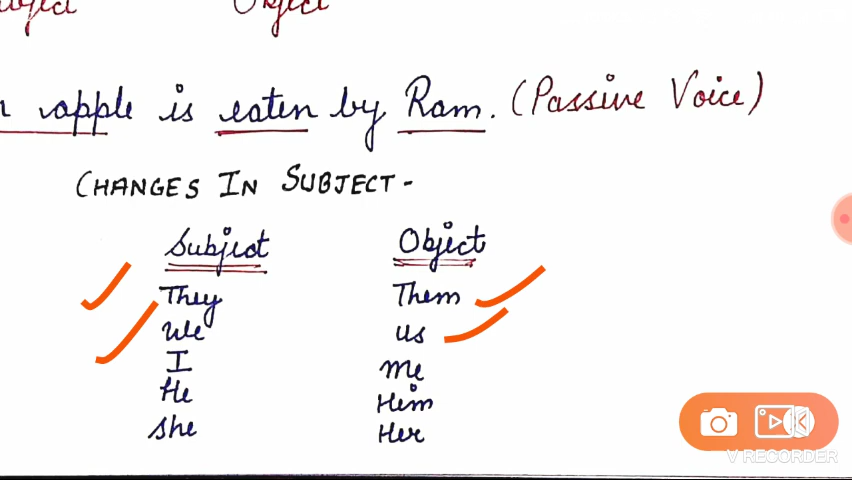 Object
apple is eaten by Ram. (Passive Voice)
CHANGES IN SUBJECT-
Subject Object
They Them
We us
I me
He Him
She Her
V RECORDER